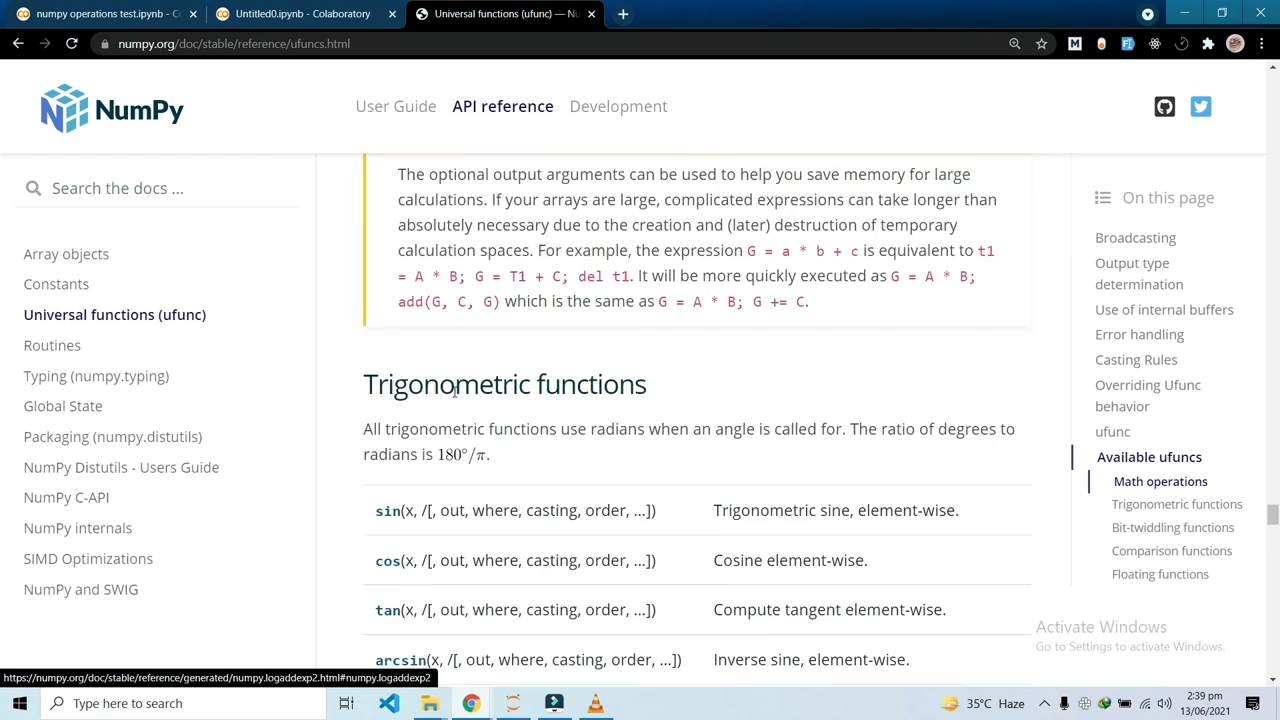 numpy operations test.ipynb - C
Untitled0.ipynb - Colaboratory
Universal functions (ufunc) — Nu
numpy.org/doc/stable/reference/ufuncs.html
NumPy
User Guide
API reference
Development
Search the docs ...
Array objects
Constants
Universal functions (ufunc)
Routines
Typing (numpy.typing)
Global State
Packaging (numpy.distutils)
NumPy Distutils - Users Guide
NumPy C-API
NumPy internals
SIMD Optimizations
NumPy and SWIG
The optional output arguments can be used to help you save memory for large
calculations. If your arrays are large, complicated expressions can take longer than
absolutely necessary due to the creation and (later) destruction of temporary
calculation spaces. For example, the expression G = a * b + c is equivalent to t1
= A * B; G = T1 + C; del t1. It will be more quickly executed as G = A * B;
add(G, C, G) which is the same as G = A * B; G += C.
Trigonometric functions
All trigonometric functions use radians when an angle is called for. The ratio of degrees to
radians is 180°/π.
sin(x, /[, out, where, casting, order, ...]) Trigonometric sine, element-wise.
cos(x, /[, out, where, casting, order, ...]) Cosine element-wise.
tan(x, /[, out, where, casting, order, ...]) Compute tangent element-wise.
arcsin(x, /[, out, where, casting, order, ...]) Inverse sine, element-wise.
On this page
Broadcasting
Output type
determination
Use of internal buffers
Error handling
Casting Rules
Overriding Ufunc
behavior
ufunc
Available ufuncs
Math operations
Trigonometric functions
Bit-twiddling functions
Comparison functions
Floating functions
Activate Windows
Go to Settings to activate Windows.
https://numpy.org/doc/stable/reference/generated/numpy.logaddexp2.html#numpy.logaddexp2
Type here to search
35°C Haze
2:39 pm
13/06/2021